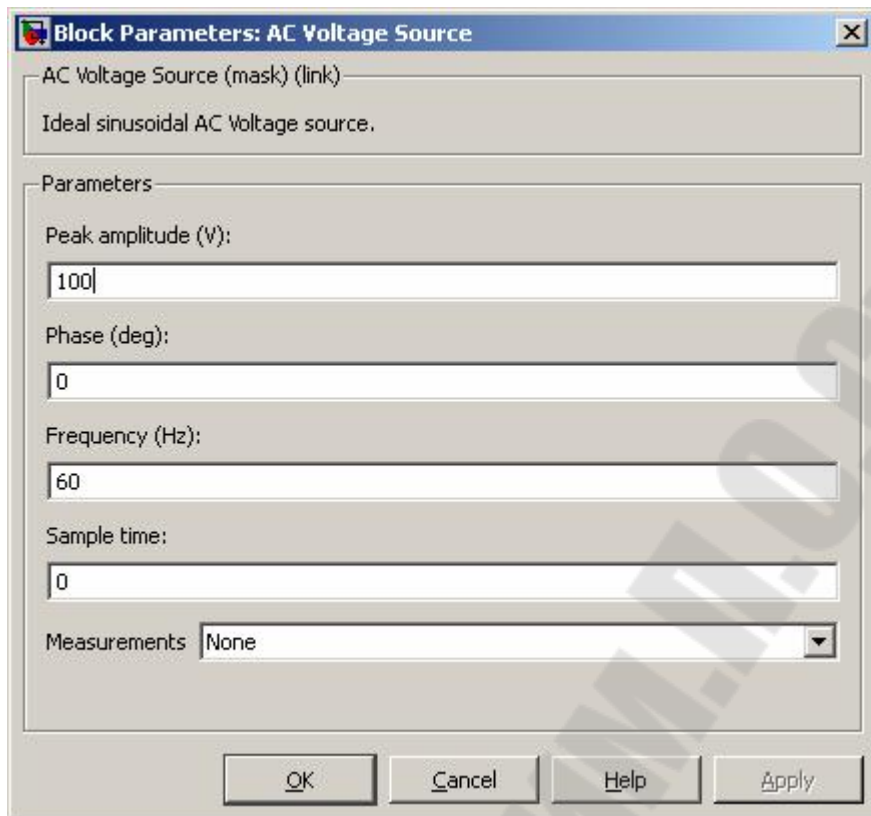 Block Parameters: AC Voltage Source
AC Voltage Source (mask) (link)
Ideal sinusoidal AC Voltage source.
Parameters
Peak amplitude (V):
100
Phase (deg):
0
Frequency (Hz):
60
Sample time:
0
Measurements None
OK Cancel Help Apply